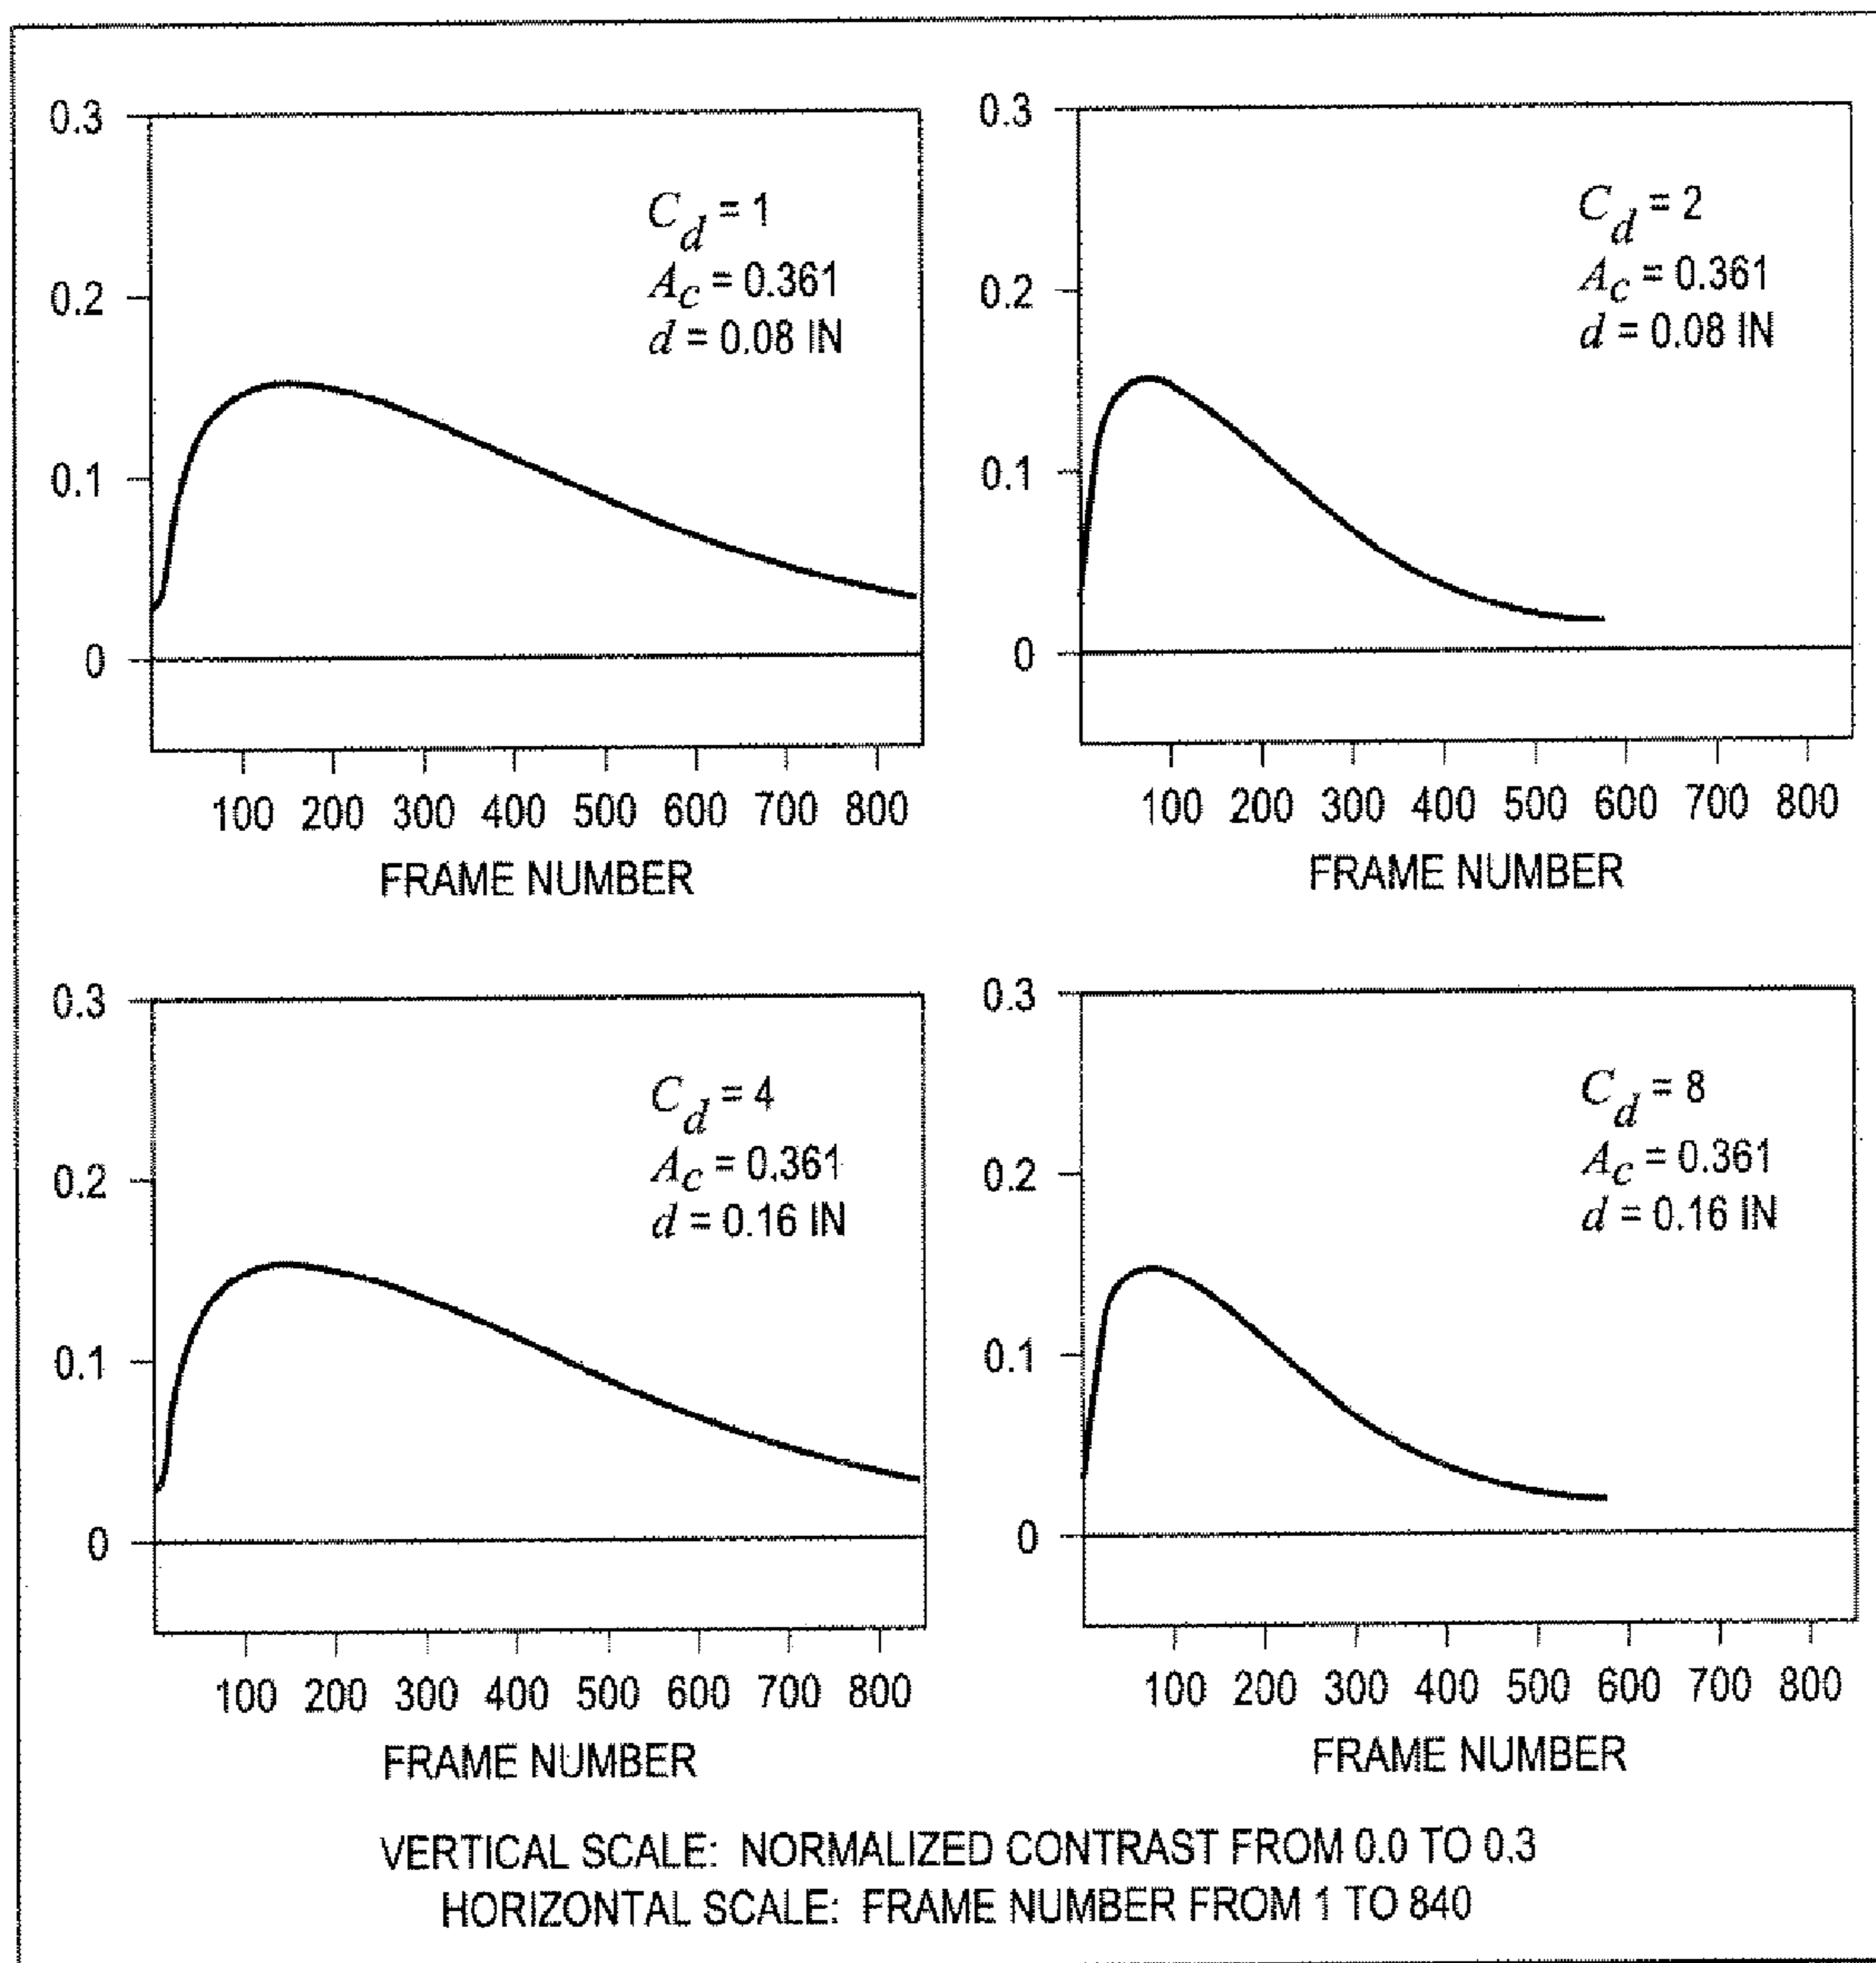 0.3
0.2
0.1
0
C_d = 1
A_c = 0.361
d = 0.08 IN
100 200 300 400 500 600 700 800
FRAME NUMBER
0.3
0.2
0.1
0
C_d = 2
A_c = 0.361
d = 0.08 IN
100 200 300 400 500 600 700 800
FRAME NUMBER
0.3
0.2
0.1
0
C_d = 4
A_c = 0.361
d = 0.16 IN
100 200 300 400 500 600 700 800
FRAME NUMBER
0.3
0.2
0.1
0
C_d = 8
A_c = 0.361
d = 0.16 IN
100 200 300 400 500 600 700 800
FRAME NUMBER
VERTICAL SCALE: NORMALIZED CONTRAST FROM 0.0 TO 0.3
HORIZONTAL SCALE: FRAME NUMBER FROM 1 TO 840